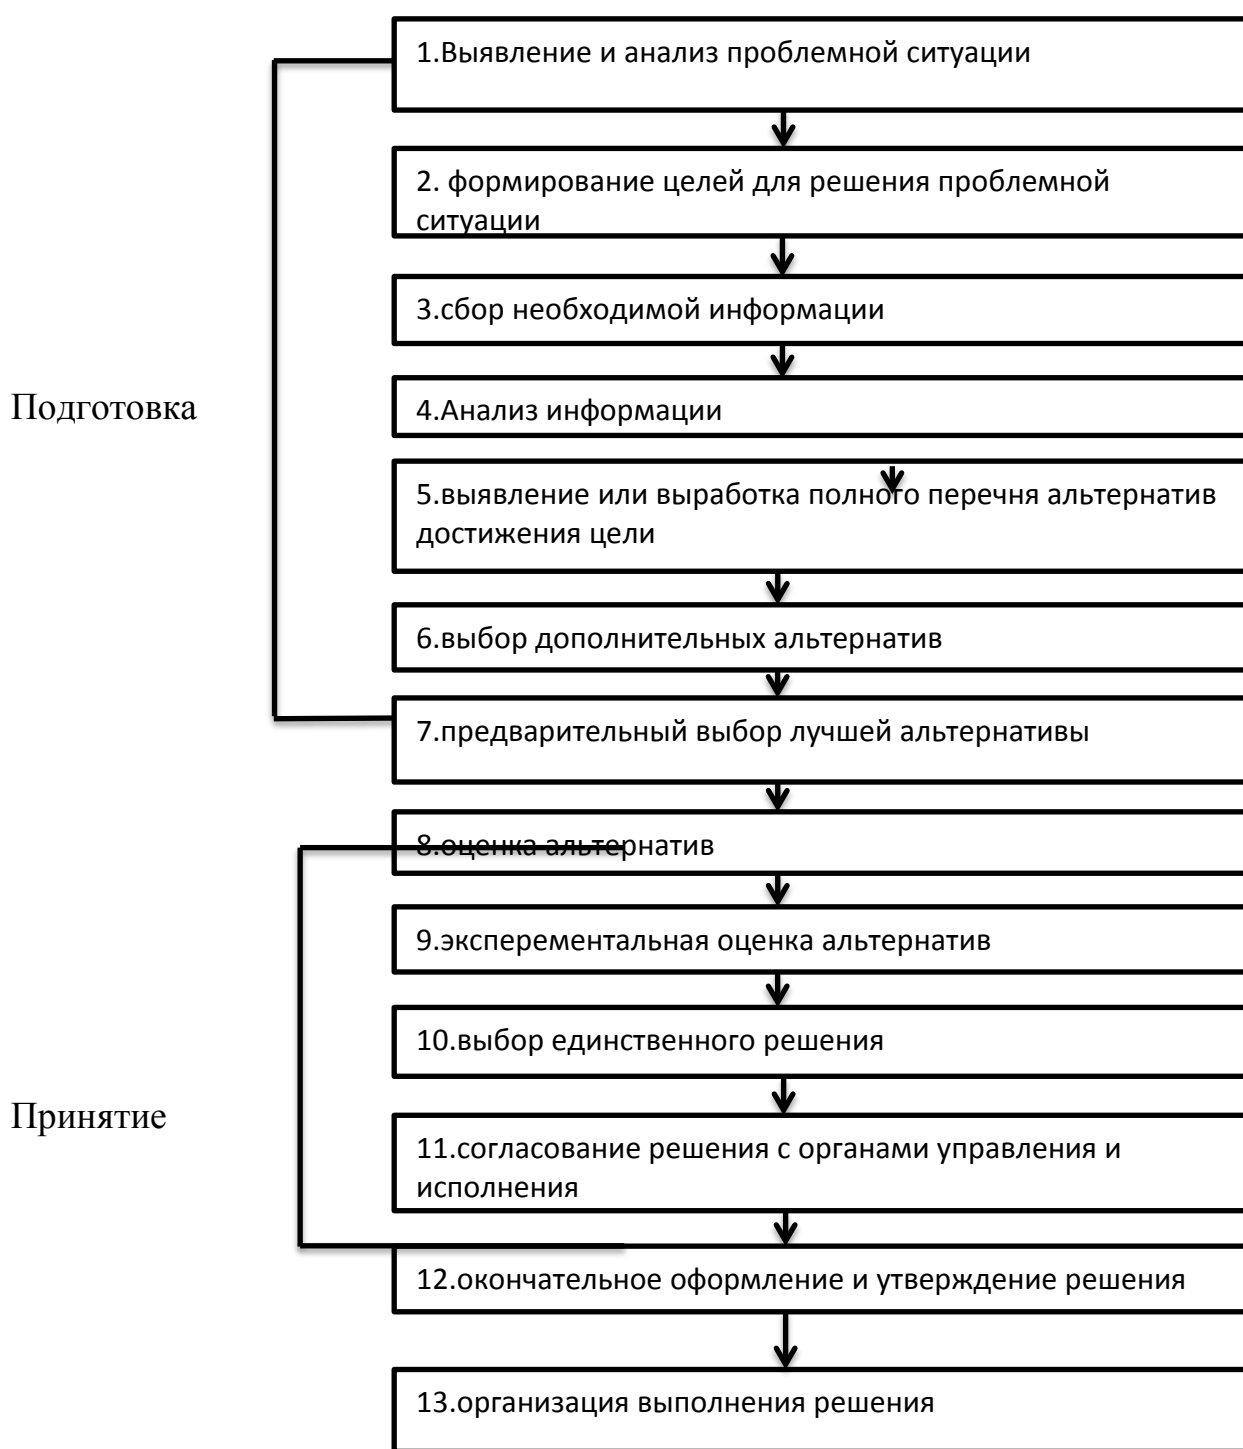 1.Выявление и анализ проблемной ситуации
2. формирование целей для решения проблемной
ситуации
3.сбор необходимой информации
Подготовка
4.Анализ информации
5.выявление или выработка полного перечня альтернатив
достижения цели
6.выбор дополнительных альтернатив
7.предварительный выбор лучшей альтернативы
8.оценка альтернатив
9.эксперементальная оценка альтернатив
10.выбор единственного решения
Принятие
11.согласование решения с органами управления и
исполнения
12.окончательное оформление и утверждение решения
13.организация выполнения решения